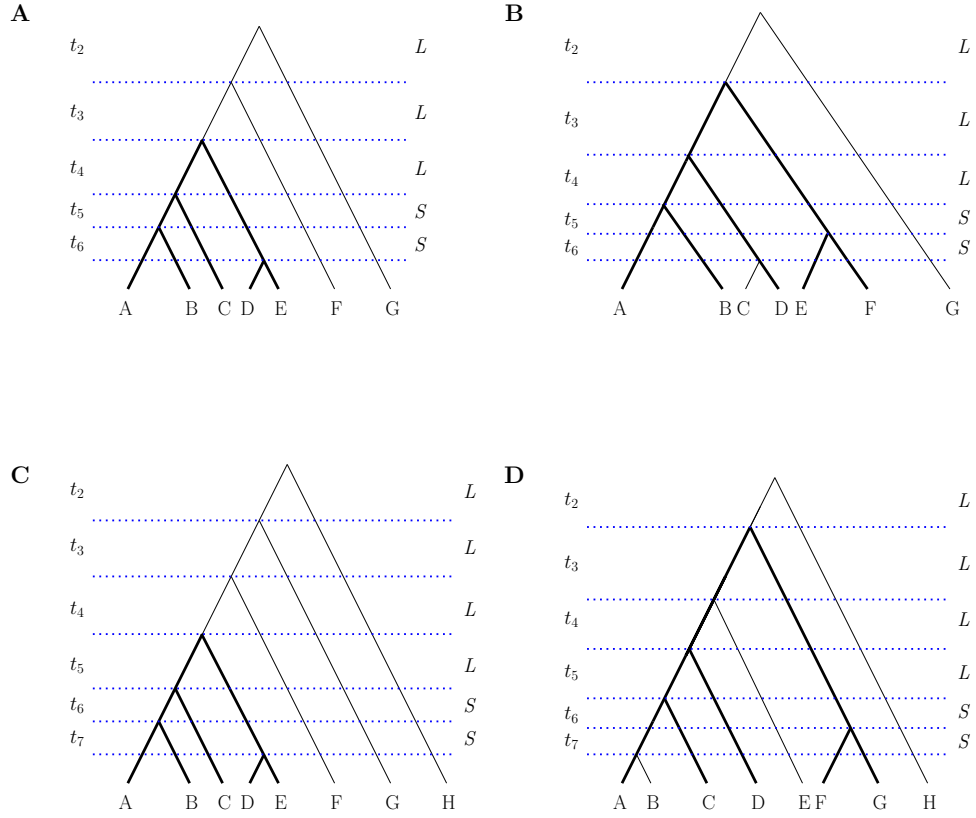 A
t₂ L
t₃ L
t₄ L
t₅ S
t₆ S
A B C D E F G
B
t₂ L
t₃ L
t₄ L
t₅ S
t₆ S
A B C D E F G
C
t₂ L
t₃ L
t₄ L
t₅ L
t₆ S
t₇ S
A B C D E F G H
D
t₂ L
t₃ L
t₄ L
t₅ L
t₆ S
t₇ S
A B C D E F G H